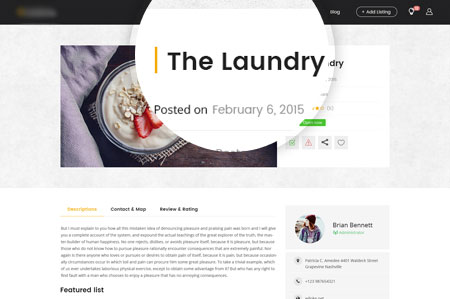 Blog
+ Add Listing
The Laundry
Posted on February 6, 2015
Descriptions
Contact & Map
Review & Rating
But I must explain to you how all this mistaken idea of denouncing pleasure and praising pain was born and I will give
you a complete account of the system, and expound the actual teachings of the great explorer of the truth, the mas-
ter-builder of human happiness. No one rejects, dislikes, or avoids pleasure itself, because it is pleasure, but because
those who do not know how to pursue pleasure rationally encounter consequences that are extremely painful. Nor
again is there anyone who loves or pursues or desires to obtain pain of itself, because it is pain, but because occasion-
ally circumstances occur in which toil and pain can procure him some great pleasure. To take a trivial example, which
of us ever undertakes laborious physical exercise, except to obtain some advantage from it? But who has any right to
find fault with a man who chooses to enjoy a pleasure that has no annoying consequences.
Featured list
Brian Bennett
Patricia C. Amedee 4401 Waldeck Street
Grapevine Nashville